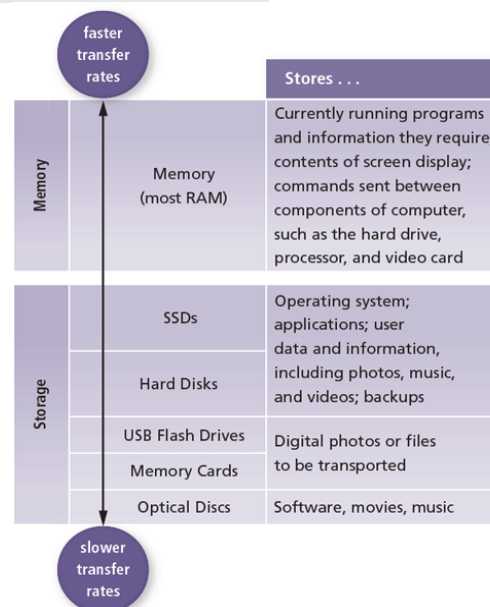 faster
transfer
rates
Stores . . .
Memory
Memory
(most RAM)
Currently running programs
and information they require;
contents of screen display;
commands sent between
components of computer,
such as the hard drive,
processor, and video card
Storage
SSDs
Hard Disks
Operating system;
applications; user
data and information,
including photos, music,
and videos; backups
USB Flash Drives
Memory Cards
Digital photos or files
to be transported
Optical Discs
Software, movies, music
slower
transfer
rates